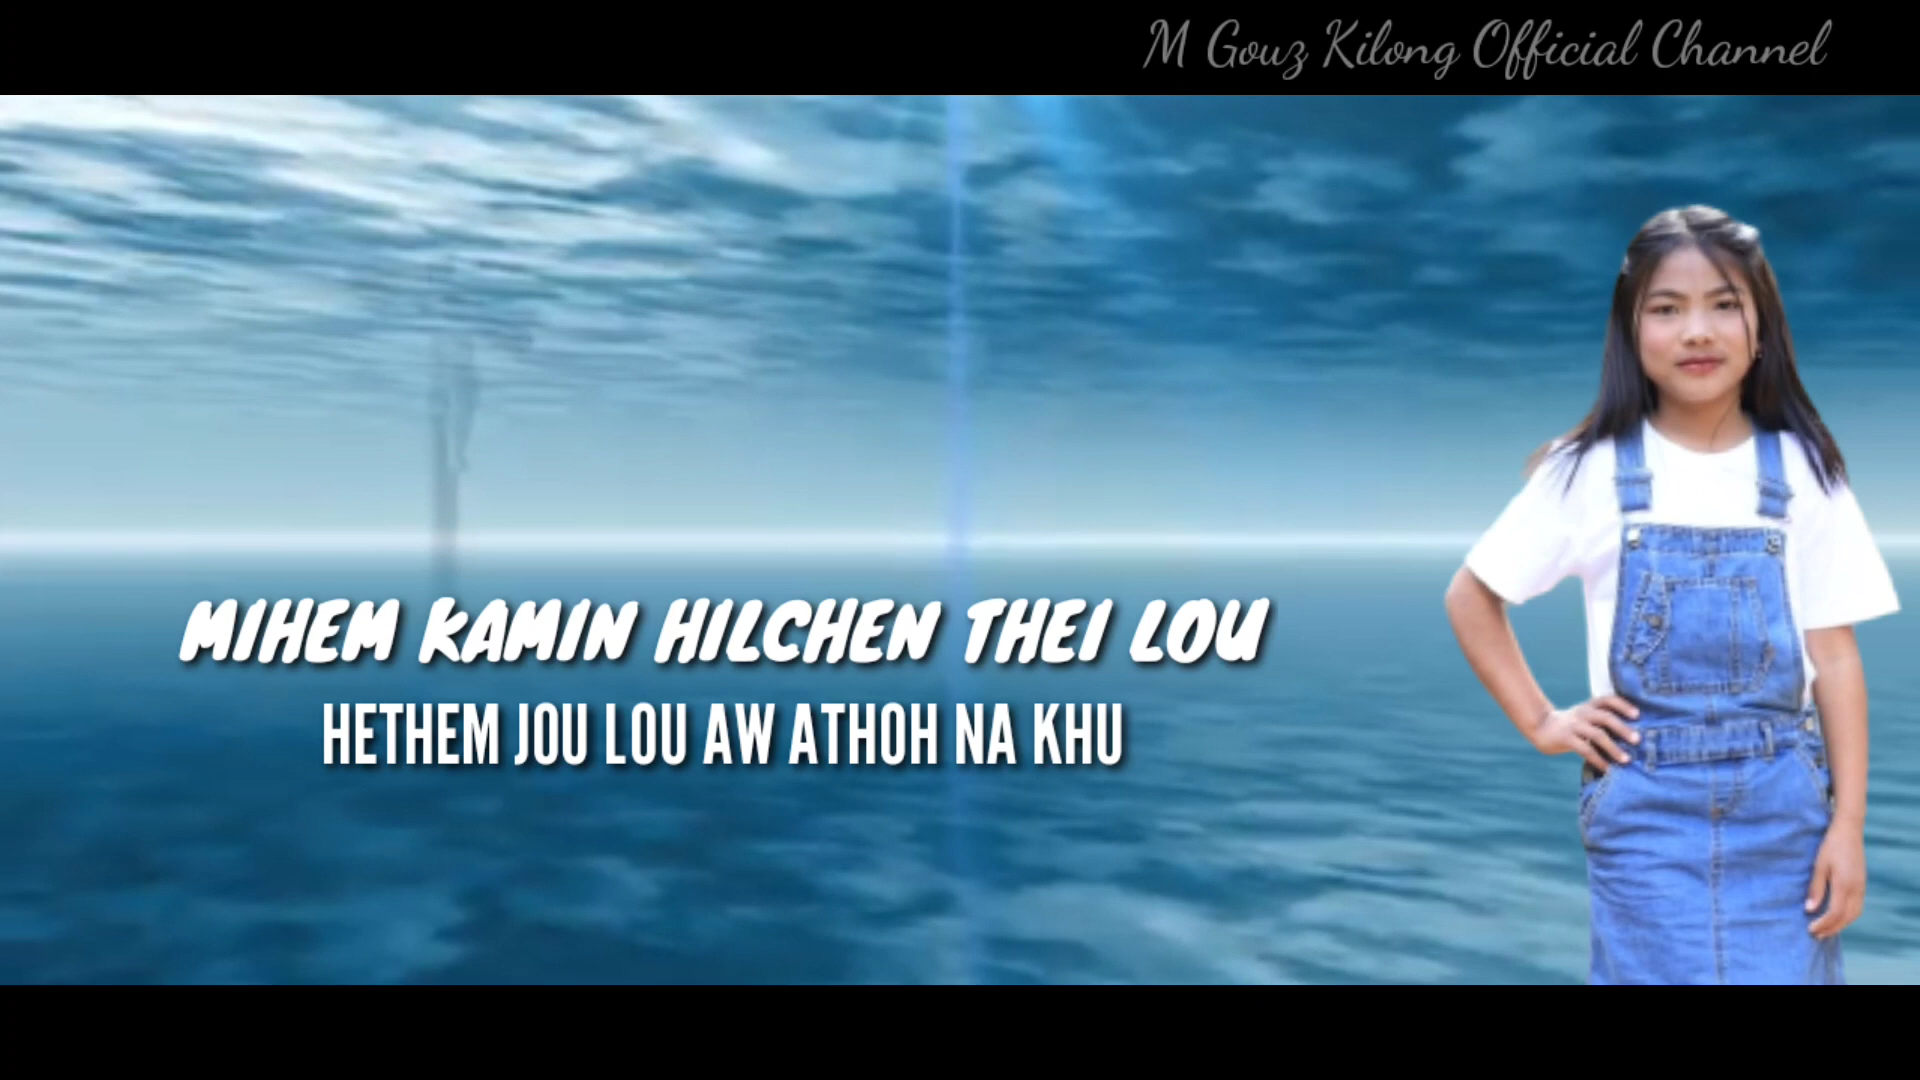 M Gouz Kilong Official Channel
MIHEM KAMIN HILCHEN THEI LOU
HETHEM JOU LOU AW ATHOH NA KHU